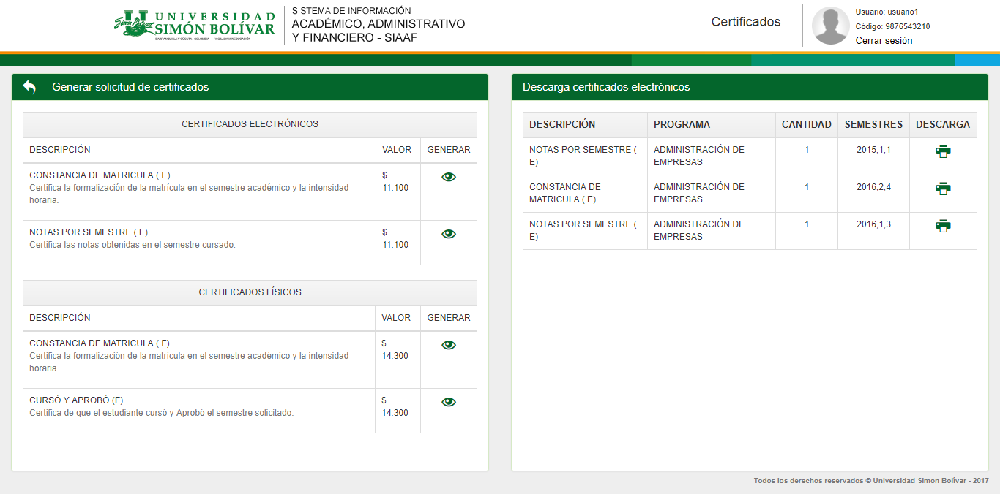 UNIVERSIDAD
SIMÓN BOLÍVAR
BARRANQUILLA Y CÚCUTA - COLOMBIA | VIGILADA MINEDUCACIÓN
SISTEMA DE INFORMACIÓN
ACADÉMICO, ADMINISTRATIVO
Y FINANCIERO - SIAAF
Certificados
Usuario: usuario1
Código: 9876543210
Cerrar sesión
Generar solicitud de certificados
CERTIFICADOS ELECTRÓNICOS
DESCRIPCIÓN VALOR GENERAR
CONSTANCIA DE MATRICULA ( E) $
Certifica la formalización de la matrícula en el semestre académico y la intensidad 11.100
horaria.
NOTAS POR SEMESTRE ( E) $
Certifica las notas obtenidas en el semestre cursado. 11.100
CERTIFICADOS FÍSICOS
DESCRIPCIÓN VALOR GENERAR
CONSTANCIA DE MATRICULA ( F) $
Certifica la formalización de la matrícula en el semestre académico y la intensidad 14.300
horaria.
CURSÓ Y APROBÓ (F) $
Certifica de que el estudiante cursó y Aprobó el semestre solicitado. 14.300
Descarga certificados electrónicos
DESCRIPCIÓN PROGRAMA CANTIDAD SEMESTRES DESCARGA
NOTAS POR SEMESTRE ( ADMINISTRACIÓN DE 1 2015,1,1
E) EMPRESAS
CONSTANCIA DE ADMINISTRACIÓN DE 1 2016,2,4
MATRICULA ( E) EMPRESAS
NOTAS POR SEMESTRE ( ADMINISTRACIÓN DE 1 2016,1,3
E) EMPRESAS
Todos los derechos reservados © Universidad Simon Bolívar - 2017